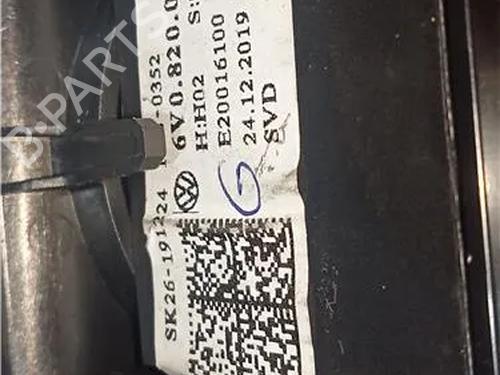 -0352
6V0.820.0
S:
H:H02
E20016100
24.12.2019
SVD
SK26-191224
G
B-PARTS